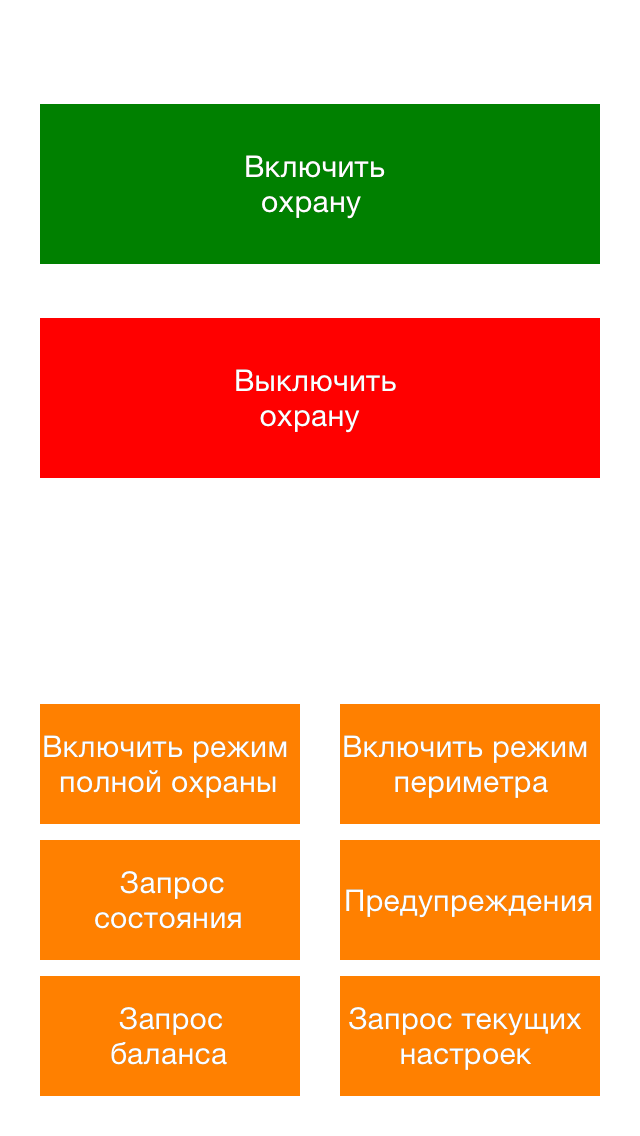 Включить
охрану
Выключить
охрану
Включить режим
полной охраны
Включить режим
периметра
Запрос
состояния
Предупреждения
Запрос
баланса
Запрос текущих
настроек